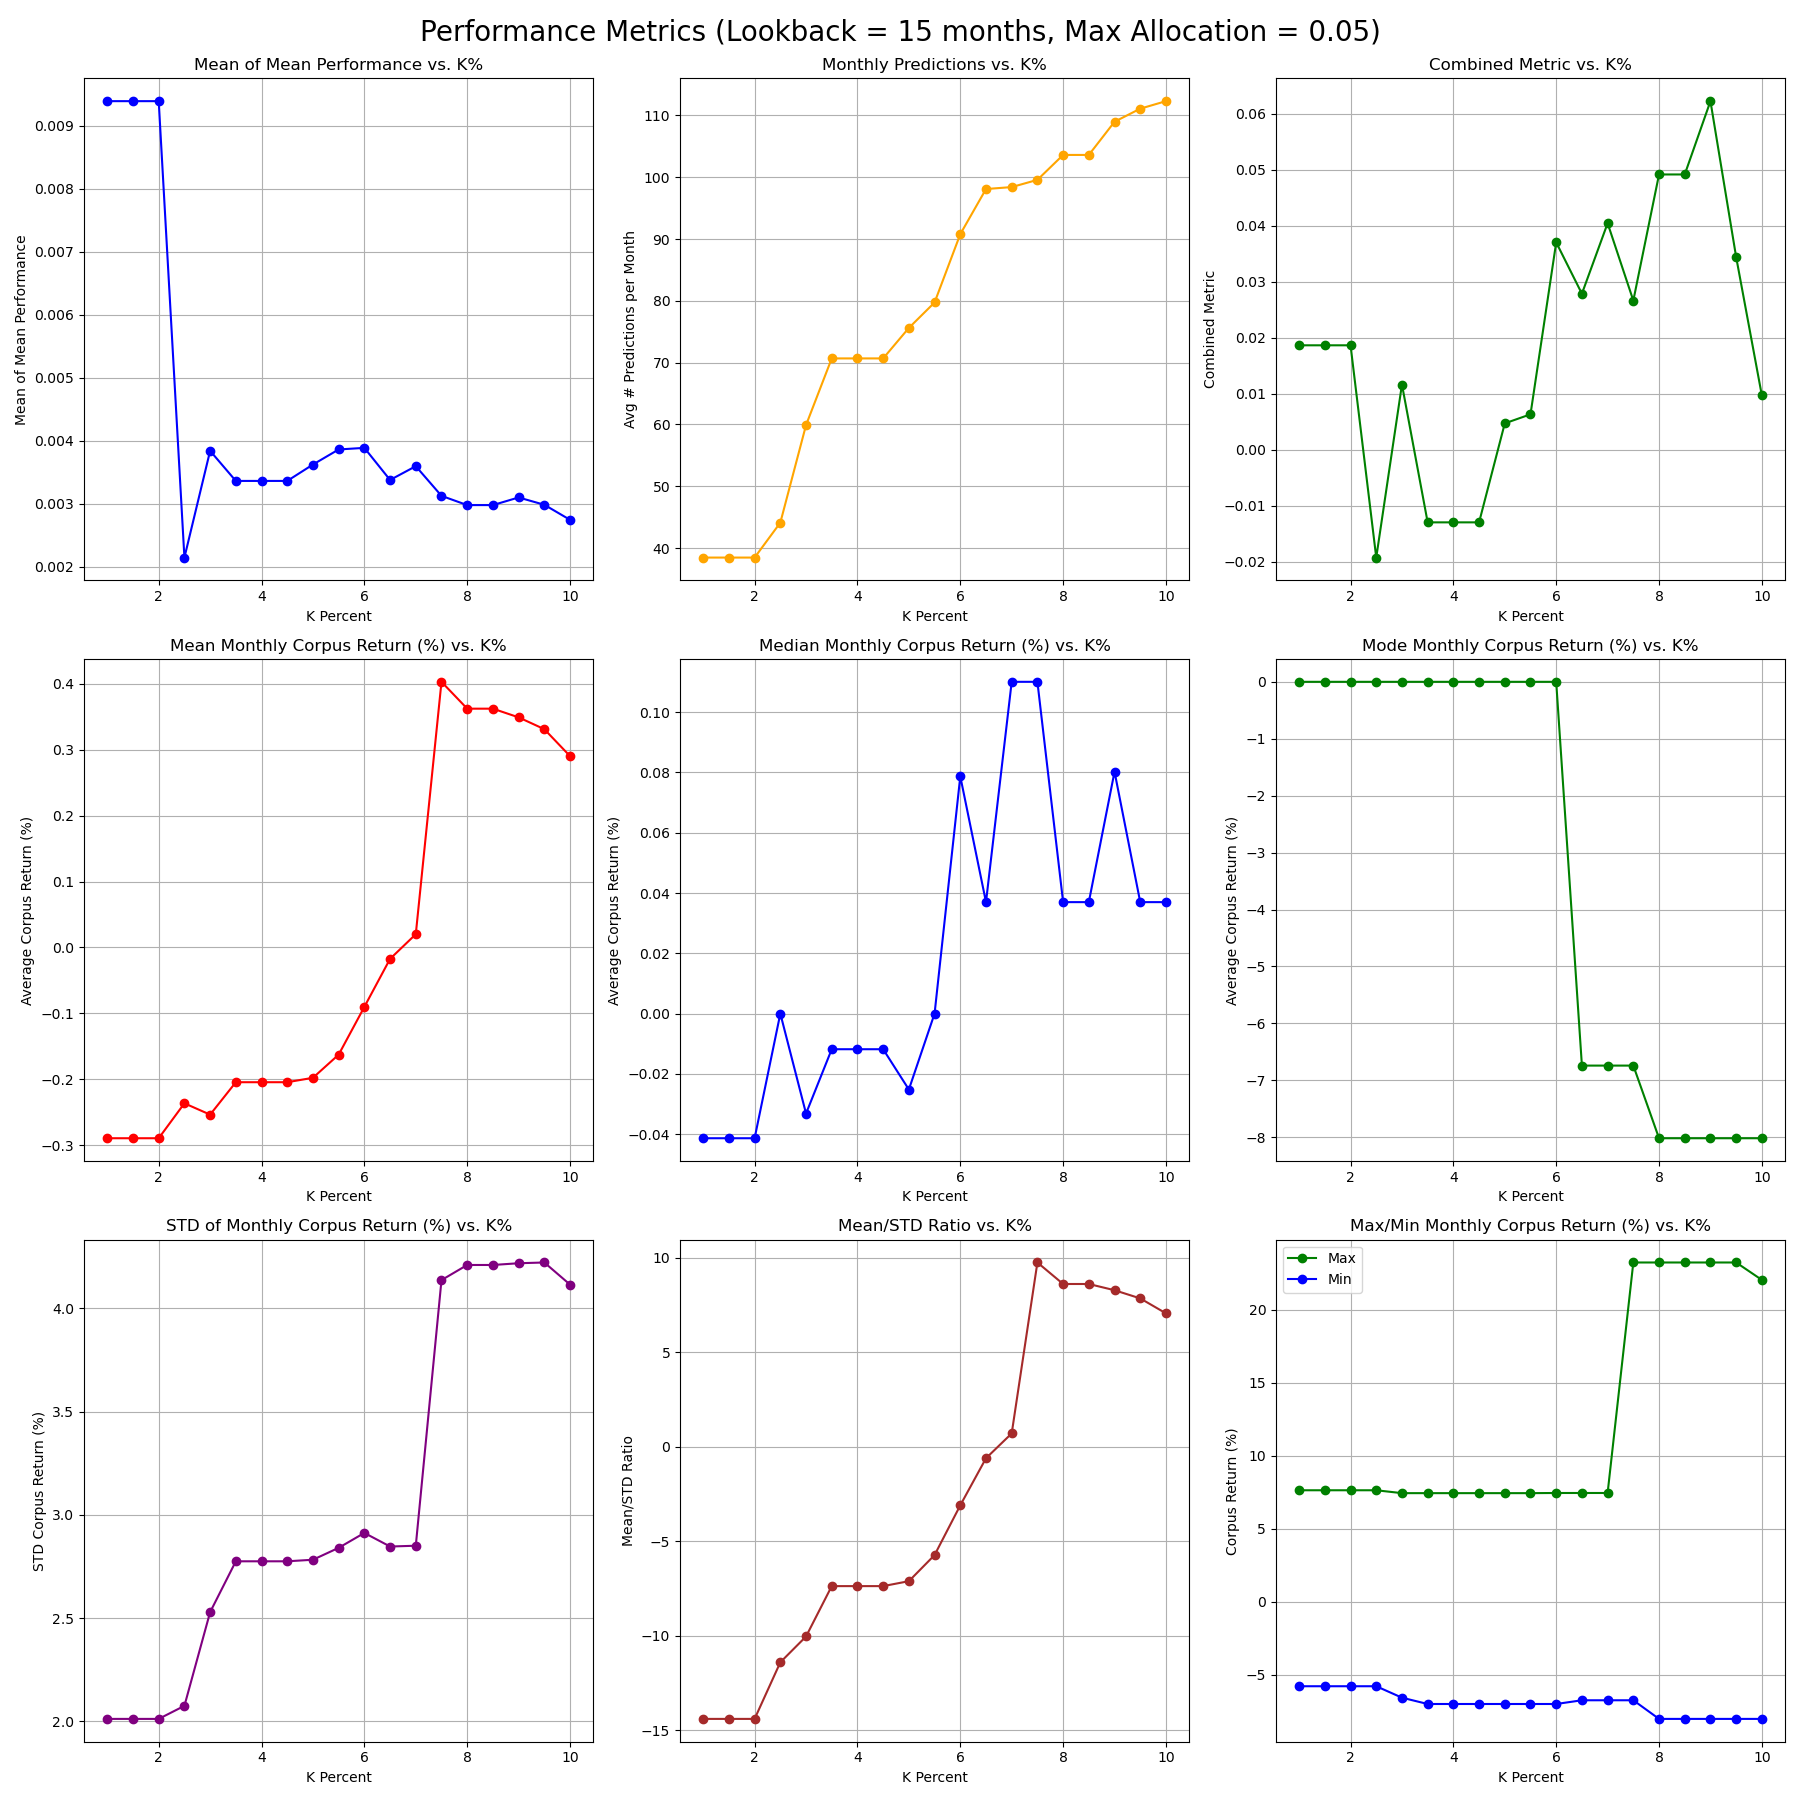 Performance Metrics (Lookback = 15 months, Max Allocation = 0.05)
Mean of Mean Performance vs. K%
Mean of Mean Performance
0.009
0.008
0.007
0.006
0.005
0.004
0.003
0.002
2 4 6 8 10
K Percent
Monthly Predictions vs. K%
Avg # Predictions per Month
110
100
90
80
70
60
50
40
2 4 6 8 10
K Percent
Combined Metric vs. K%
Combined Metric
0.06
0.05
0.04
0.03
0.02
0.01
0.00
−0.01
−0.02
2 4 6 8 10
K Percent
Mean Monthly Corpus Return (%) vs. K%
Average Corpus Return (%)
0.4
0.3
0.2
0.1
0.0
−0.1
−0.2
−0.3
2 4 6 8 10
K Percent
Median Monthly Corpus Return (%) vs. K%
Average Corpus Return (%)
0.10
0.08
0.06
0.04
0.02
0.00
−0.02
−0.04
2 4 6 8 10
K Percent
Mode Monthly Corpus Return (%) vs. K%
Average Corpus Return (%)
0
−1
−2
−3
−4
−5
−6
−7
−8
2 4 6 8 10
K Percent
STD of Monthly Corpus Return (%) vs. K%
STD Corpus Return (%)
4.0
3.5
3.0
2.5
2.0
2 4 6 8 10
K Percent
Mean/STD Ratio vs. K%
Mean/STD Ratio
10
5
0
−5
−10
−15
2 4 6 8 10
K Percent
Max/Min Monthly Corpus Return (%) vs. K%
Max
Min
Corpus Return (%)
20
15
10
5
0
−5
2 4 6 8 10
K Percent